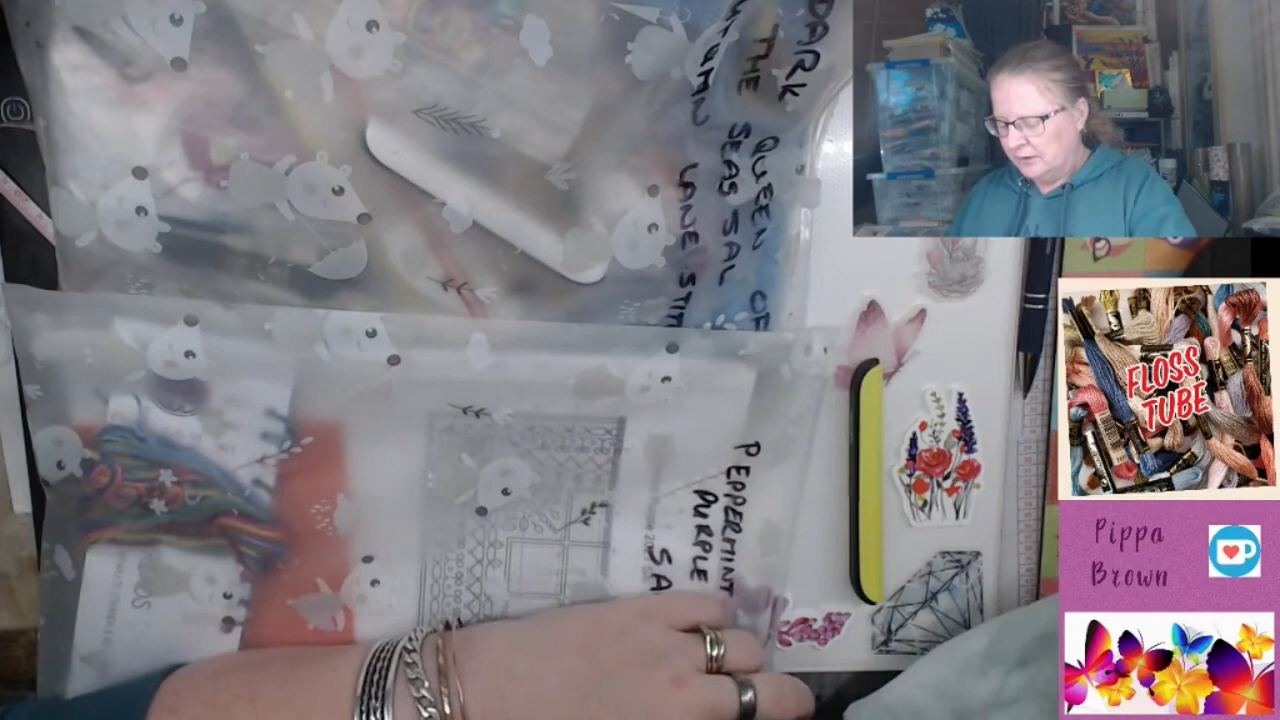 DARK
QUEEN OF
THE SEAS SAL
LANE STIT
PEPPERMINT
PURPLE
SA
FLOSS
TUBE
Pippa
Brown